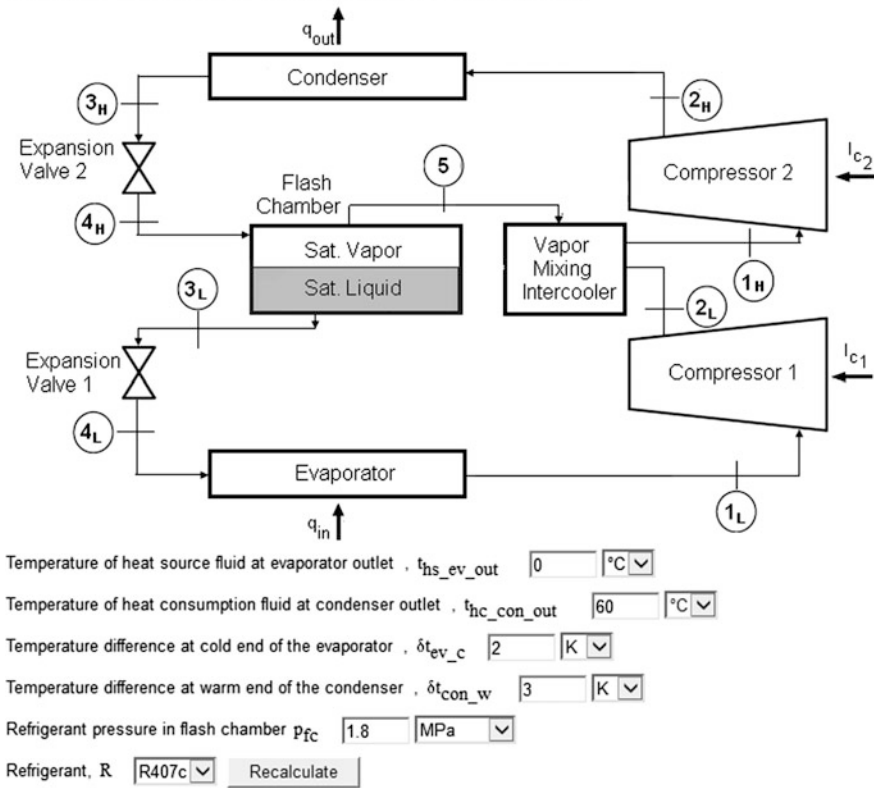 q_out
Condenser
3_H
2_H
Expansion
Valve 2
5
Compressor 2
I_c2
Flash
Chamber
4_H
Sat. Vapor
Vapor
Mixing
Intercooler
1_H
3_L
Sat. Liquid
2_L
Expansion
Valve 1
Compressor 1
I_c1
4_L
Evaporator
1_L
q_in
Temperature of heat source fluid at evaporator outlet , t_hs_ev_out 0 °C
Temperature of heat consumption fluid at condenser outlet , t_hc_con_out 60 °C
Temperature difference at cold end of the evaporator , δt_ev_c 2 K
Temperature difference at warm end of the condenser , δt_con_w 3 K
Refrigerant pressure in flash chamber p_fc 1.8 MPa
Refrigerant, R R407c Recalculate